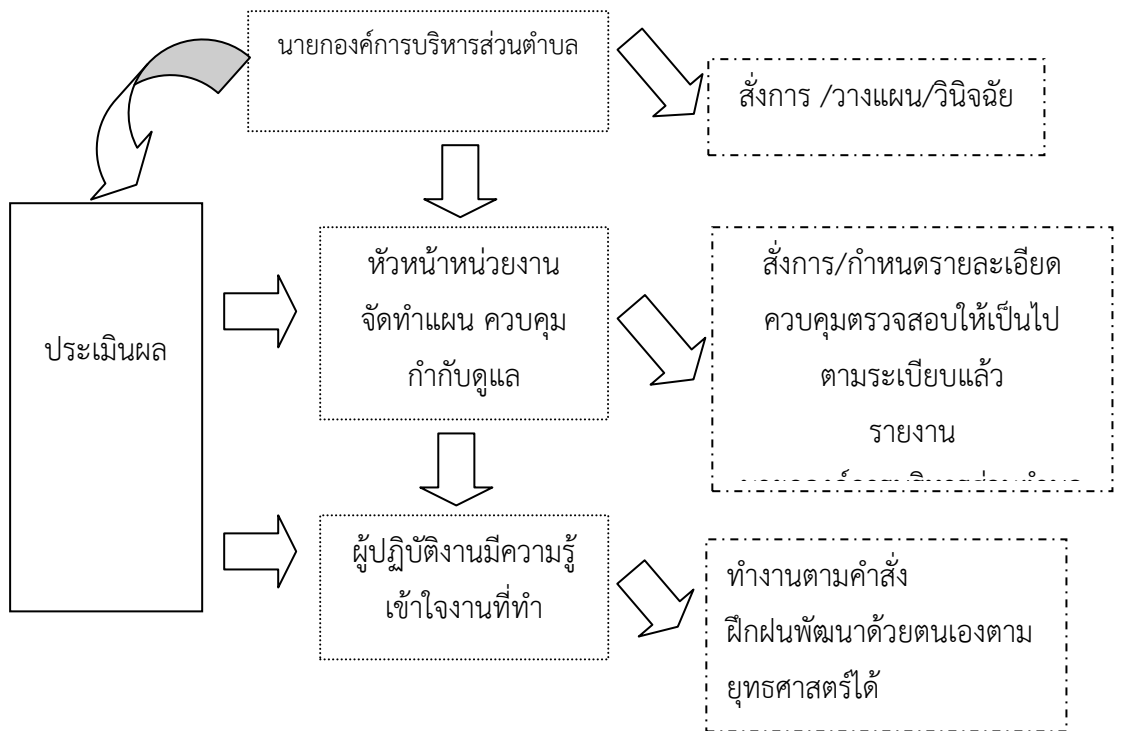 นายกองค์การบริหารส่วนตำบล
สั่งการ /วางแผน/วินิจฉัย
ประเมินผล
หัวหน้าหน่วยงาน
จัดทำแผน ควบคุม
กำกับดูแล
สั่งการ/กำหนดรายละเอียด
ควบคุมตรวจสอบให้เป็นไป
ตามระเบียบแล้ว
รายงาน
ผู้ปฏิบัติงานมีความรู้
เข้าใจงานที่ทำ
ทำงานตามคำสั่ง
ฝึกฝนพัฒนาด้วยตนเองตาม
ยุทธศาสตร์ได้